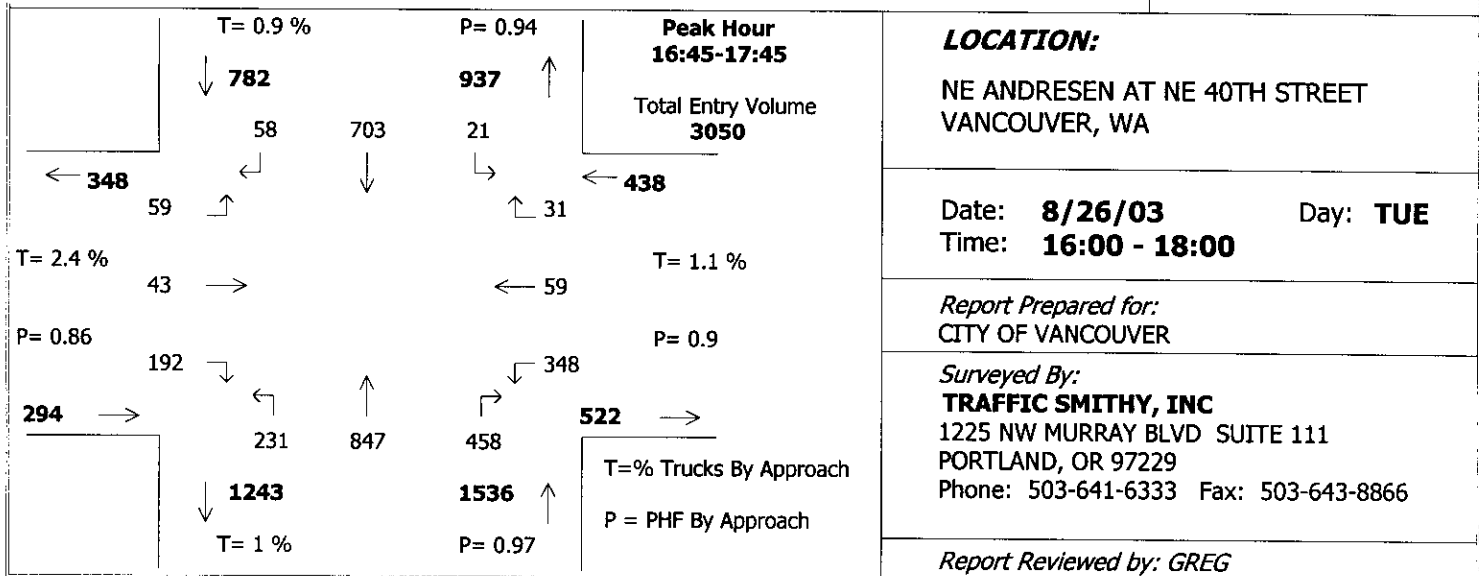 T= 0.9 % P= 0.94
782 937
58 703 21
Peak Hour
16:45-17:45
Total Entry Volume
3050
348 438
59 31
T= 2.4 % T= 1.1 %
43 59
P= 0.86 P= 0.9
192 348
294 522
231 847 458
1243 1536
T= 1 % P= 0.97
T=% Trucks By Approach
P = PHF By Approach
LOCATION:
NE ANDRESEN AT NE 40TH STREET
VANCOUVER, WA
Date: 8/26/03 Day: TUE
Time: 16:00 - 18:00
Report Prepared for:
CITY OF VANCOUVER
Surveyed By:
TRAFFIC SMITHY, INC
1225 NW MURRAY BLVD SUITE 111
PORTLAND, OR 97229
Phone: 503-641-6333 Fax: 503-643-8866
Report Reviewed by: GREG